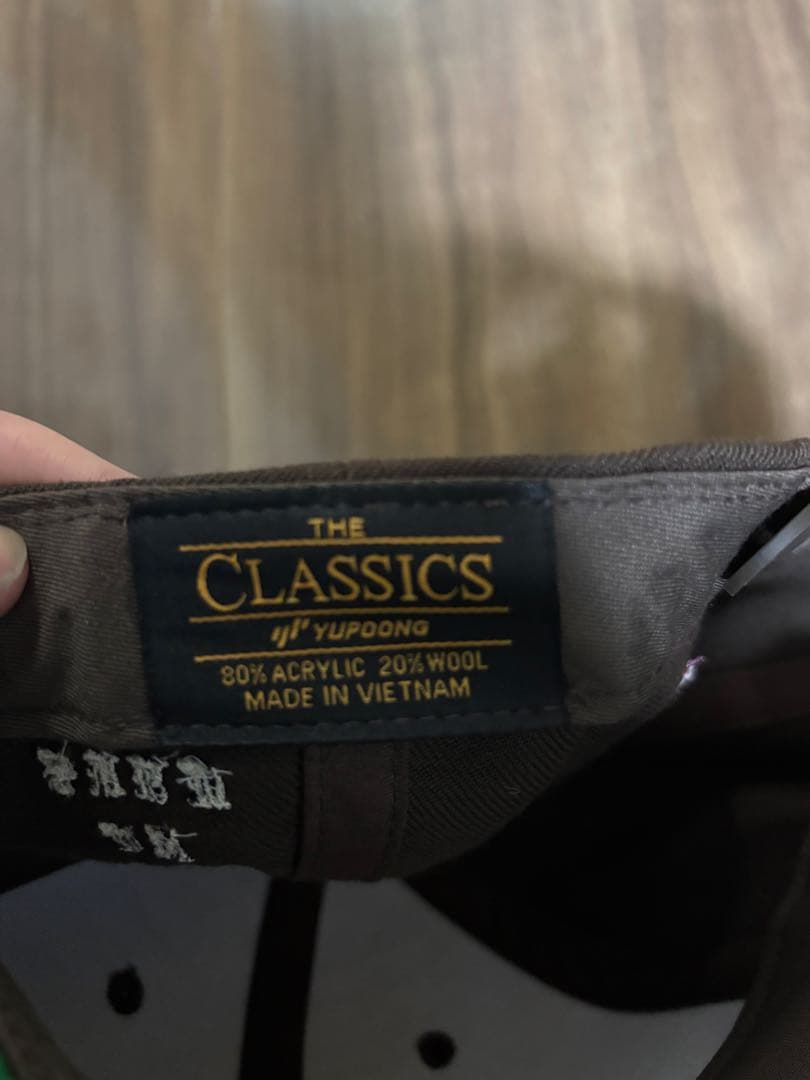 THE
CLASSICS
YUPOONG
80% ACRYLIC 20% WOOL
MADE IN VIETNAM